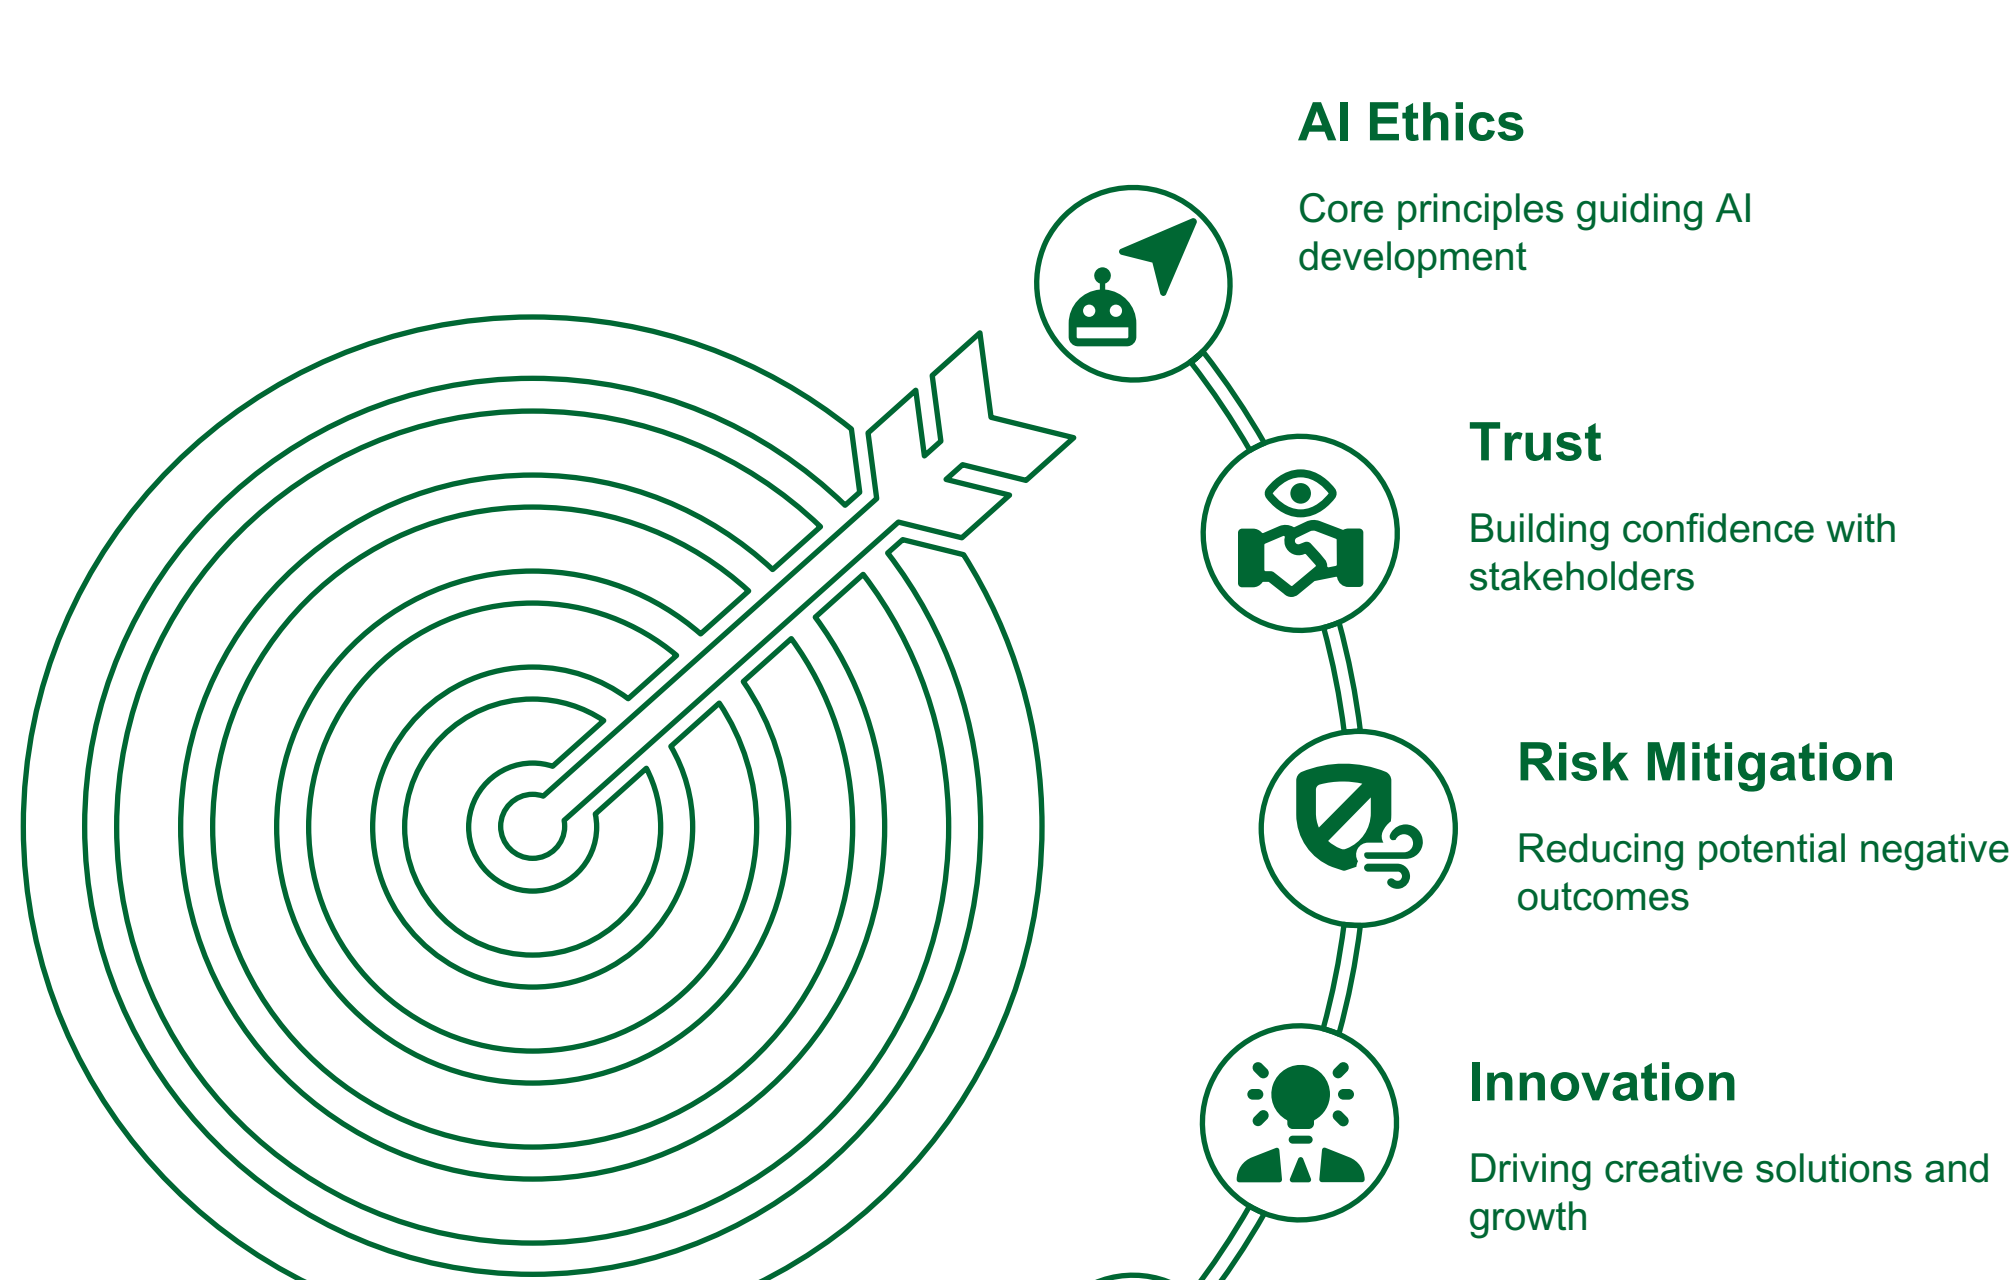 AI Ethics
Core principles guiding AI
development
Trust
Building confidence with
stakeholders
Risk Mitigation
Reducing potential negative
outcomes
Innovation
Driving creative solutions and
growth